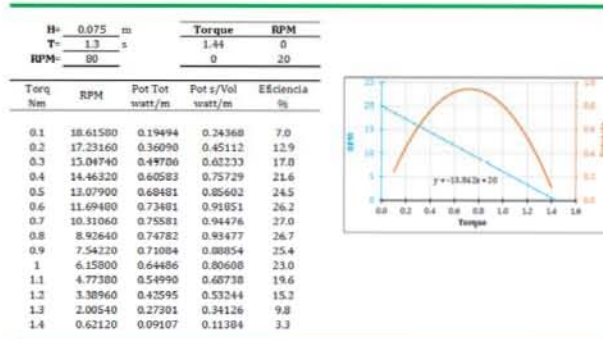 H= 0.075 m Torque RPM
T= 1.3 s 1.44 0
RPM= 80 0 20
Torq RPM Pot Tot Pot s/Vol Eficiencia
Nm watt/m watt/m %
0.1 18.61580 0.19494 0.24368 7.0
0.2 17.23160 0.36090 0.45112 12.9
0.3 15.84740 0.49786 0.62233 17.8
0.4 14.46320 0.60583 0.75729 21.6
0.5 13.07900 0.68481 0.85602 24.5
0.6 11.69480 0.73481 0.91851 26.2
0.7 10.31060 0.75581 0.94476 27.0
0.8 8.92640 0.74782 0.93477 26.7
0.9 7.54220 0.71084 0.88854 25.4
1 6.15800 0.64486 0.80608 23.0
1.1 4.77380 0.54990 0.68738 19.6
1.2 3.38960 0.42595 0.53244 15.2
1.3 2.00540 0.27301 0.34126 9.8
1.4 0.62120 0.09107 0.11384 3.3
25
20
15
10
5
0
RPM
y = -13.842x + 20
0.0 0.2 0.4 0.6 0.8 1.0 1.2 1.4 1.6
Torque